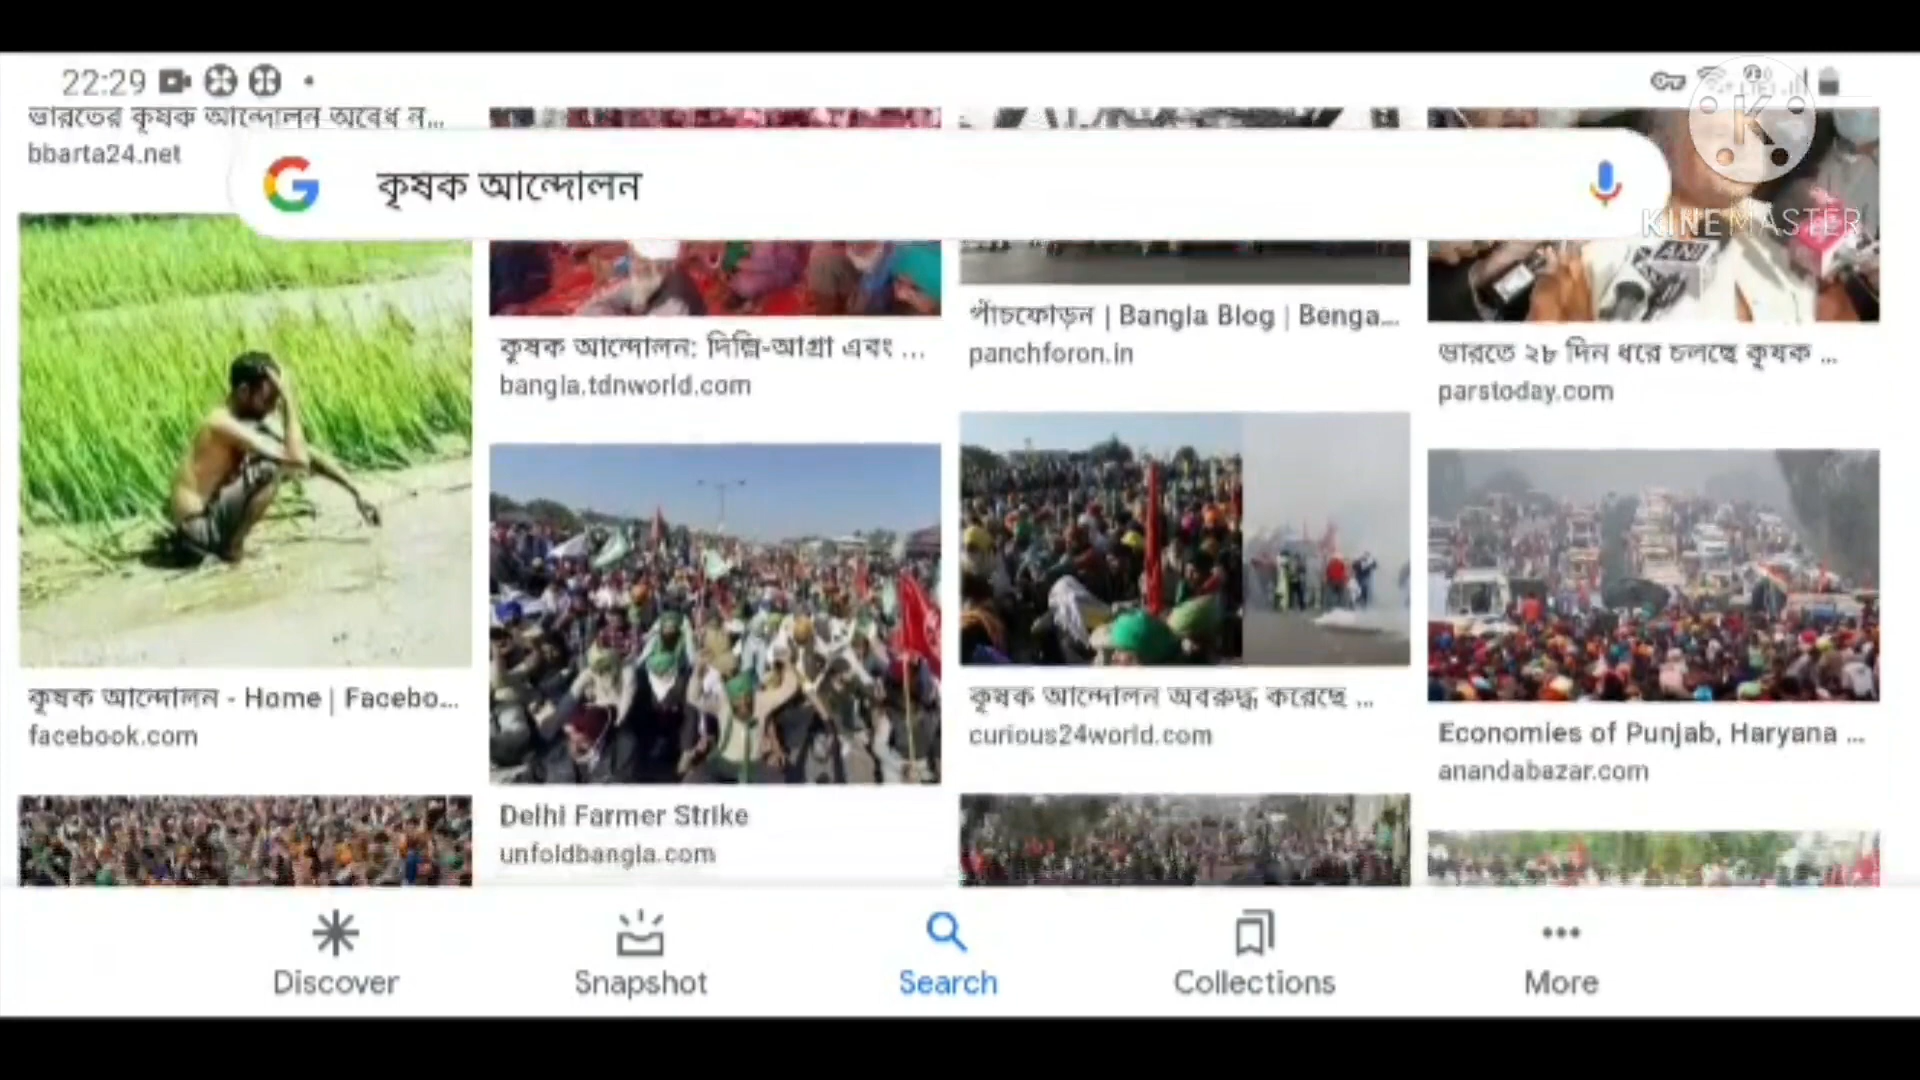 22:29
ভারতের কৃষক আন্দোলন অবৈধ ন...
bbarta24.net
কৃষক আন্দোলন
KINEMASTER
ANI
কৃষক আন্দোলন: দিল্লি-আগ্রা এবং ...
bangla.tdnworld.com
পাঁচফোড়ন | Bangla Blog | Benga...
panchforon.in
ভারতে ২৮ দিন ধরে চলছে কৃষক ...
parstoday.com
কৃষক আন্দোলন - Home | Facebo...
facebook.com
Delhi Farmer Strike
unfoldbangla.com
কৃষক আন্দোলন অবরুদ্ধ করেছে ...
curious24world.com
Economies of Punjab, Haryana ...
anandabazar.com
Discover
Snapshot
Search
Collections
More